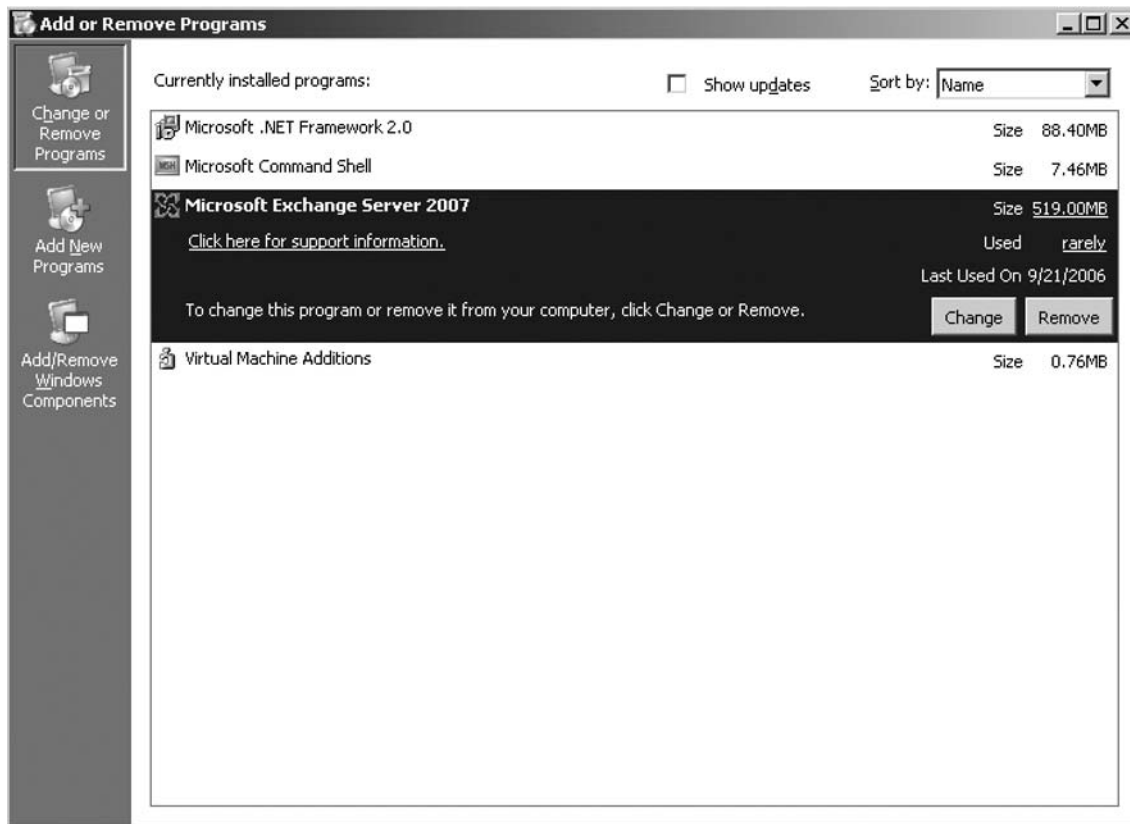 Add or Remove Programs
Change or
Remove
Programs
Add New
Programs
Add/Remove
Windows
Components
Currently installed programs:
Show updates
Sort by: Name
Microsoft .NET Framework 2.0 Size 88.40MB
MSH Microsoft Command Shell Size 7.46MB
Microsoft Exchange Server 2007 Size 519.00MB
Click here for support information. Used rarely
Last Used On 9/21/2006
To change this program or remove it from your computer, click Change or Remove. Change Remove
Virtual Machine Additions Size 0.76MB